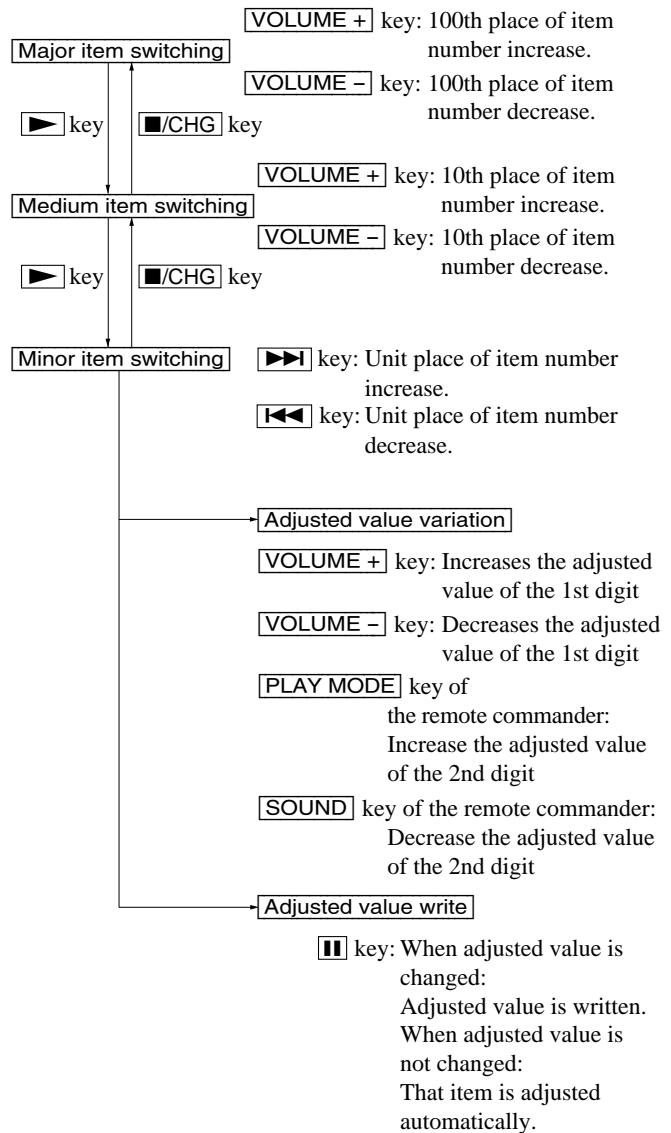 VOLUME + key: 100th place of item
number increase.
Major item switching
VOLUME – key: 100th place of item
number decrease.
► key ■/CHG key
VOLUME + key: 10th place of item
number increase.
Medium item switching
VOLUME – key: 10th place of item
number decrease.
► key ■/CHG key
Minor item switching
►►I key: Unit place of item number
increase.
I◄◄ key: Unit place of item number
decrease.
Adjusted value variation
VOLUME + key: Increases the adjusted
value of the 1st digit
VOLUME – key: Decreases the adjusted
value of the 1st digit
PLAY MODE key of
the remote commander:
Increase the adjusted value
of the 2nd digit
SOUND key of the remote commander:
Decrease the adjusted value
of the 2nd digit
Adjusted value write
❚❚ key: When adjusted value is
changed:
Adjusted value is written.
When adjusted value is
not changed:
That item is adjusted
automatically.